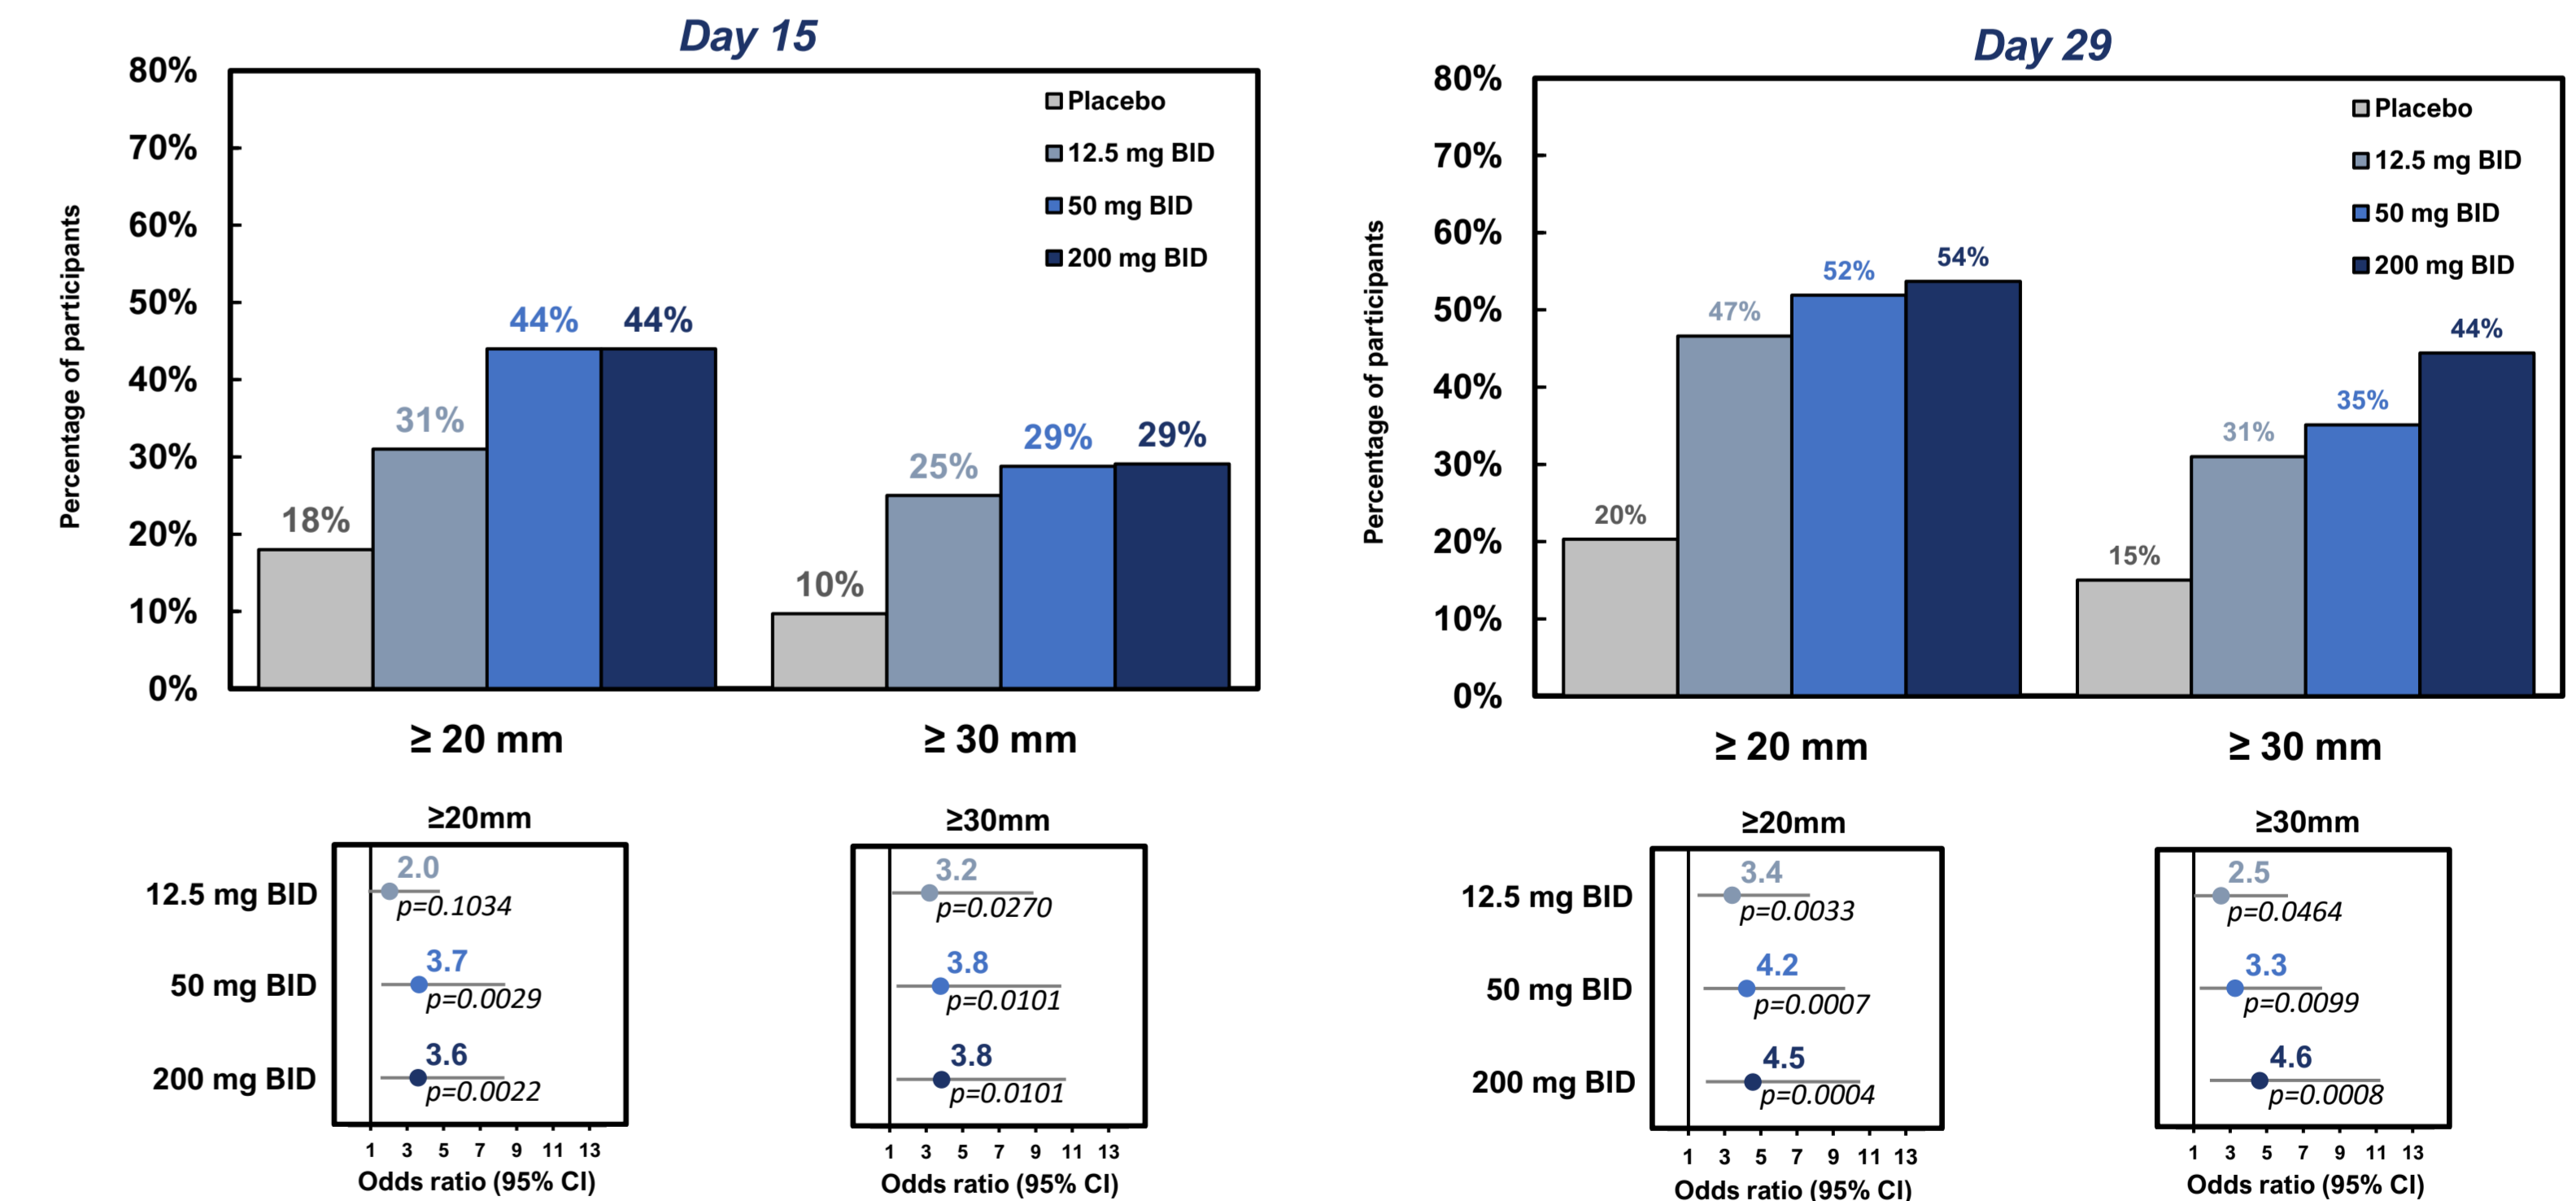 Day 15
80%
70%
60%
50%
40%
30%
20%
10%
0%
Percentage of participants
Placebo
12.5 mg BID
50 mg BID
200 mg BID
18%
31%
44%
44%
10%
25%
29%
29%
≥ 20 mm
≥ 30 mm
≥20mm
12.5 mg BID
50 mg BID
200 mg BID
2.0
p=0.1034
3.7
p=0.0029
3.6
p=0.0022
1 3 5 7 9 11 13
Odds ratio (95% CI)
≥30mm
3.2
p=0.0270
3.8
p=0.0101
3.8
p=0.0101
1 3 5 7 9 11 13
Odds ratio (95% CI)
Day 29
80%
70%
60%
50%
40%
30%
20%
10%
0%
Percentage of participants
Placebo
12.5 mg BID
50 mg BID
200 mg BID
20%
47%
52%
54%
15%
31%
35%
44%
≥ 20 mm
≥ 30 mm
≥20mm
12.5 mg BID
50 mg BID
200 mg BID
3.4
p=0.0033
4.2
p=0.0007
4.5
p=0.0004
1 3 5 7 9 11 13
Odds ratio (95% CI)
≥30mm
2.5
p=0.0464
3.3
p=0.0099
4.6
p=0.0008
1 3 5 7 9 11 13
Odds ratio (95% CI)